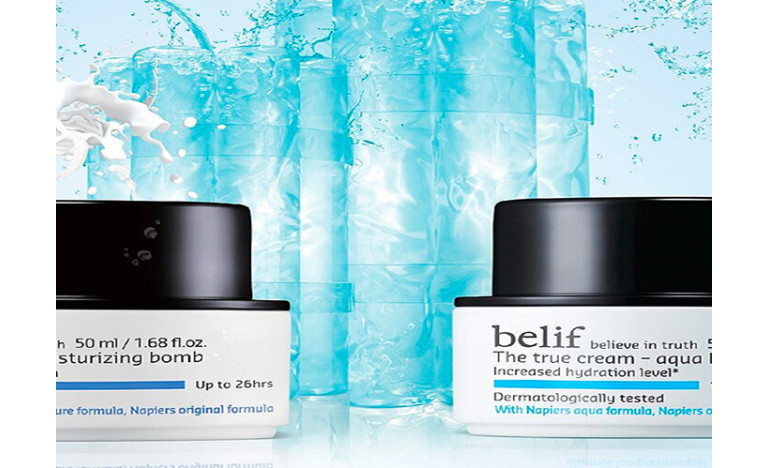 h 50 ml / 1.68 fl.oz.
sturizing bomb
Up to 26hrs
ure formula, Napiers original formula
belif believe in truth 5
The true cream – aqua
Increased hydration level*
Dermatologically tested
With Napiers aqua formula, Napiers o